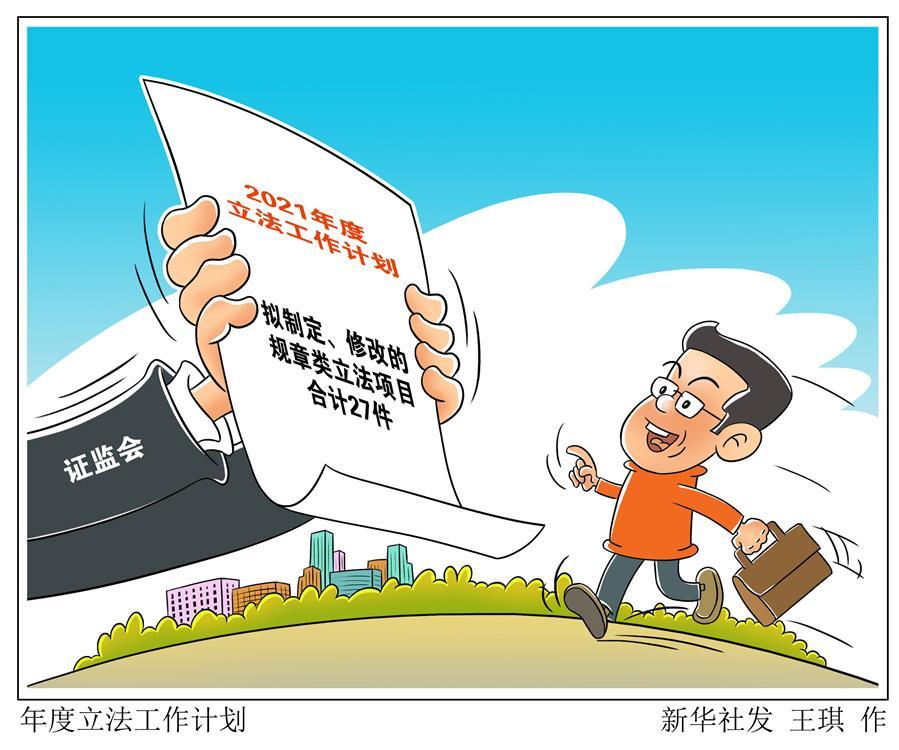 2021年度
立法工作计划
拟制定、修改的
规章类立法项目
合计27件
证监会
年度立法工作计划
新华社发 王琪 作